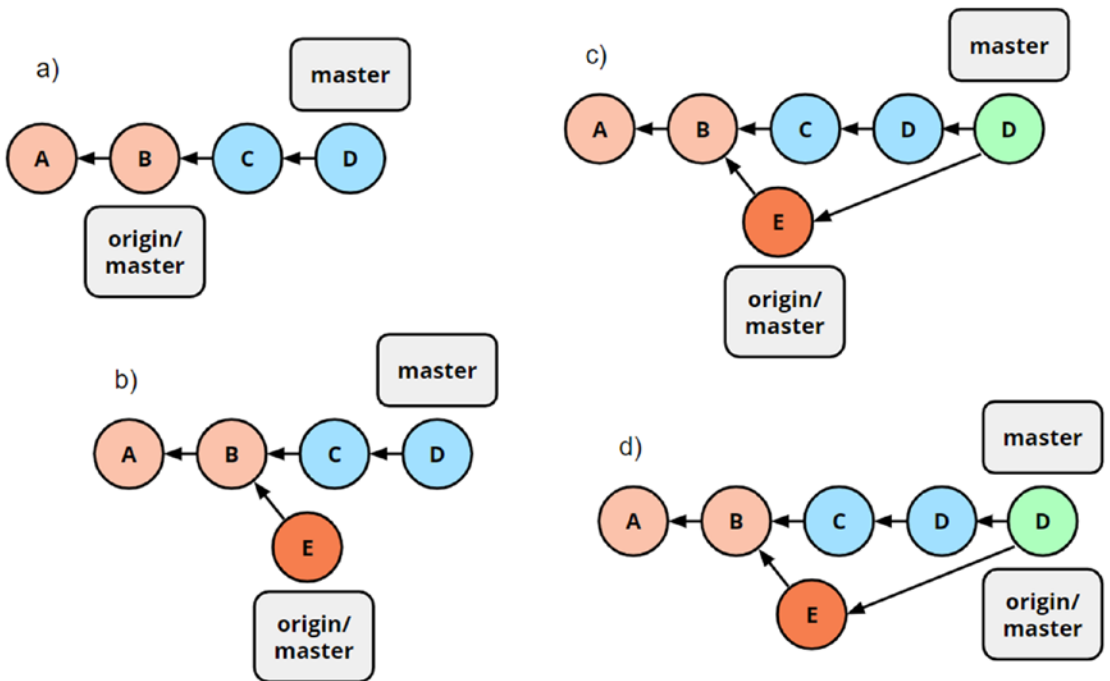 a)
master
A B C D
origin/
master
b)
master
A B C D
E
origin/
master
c)
master
A B C D D
E
origin/
master
d)
master
A B C D D
E
origin/
master